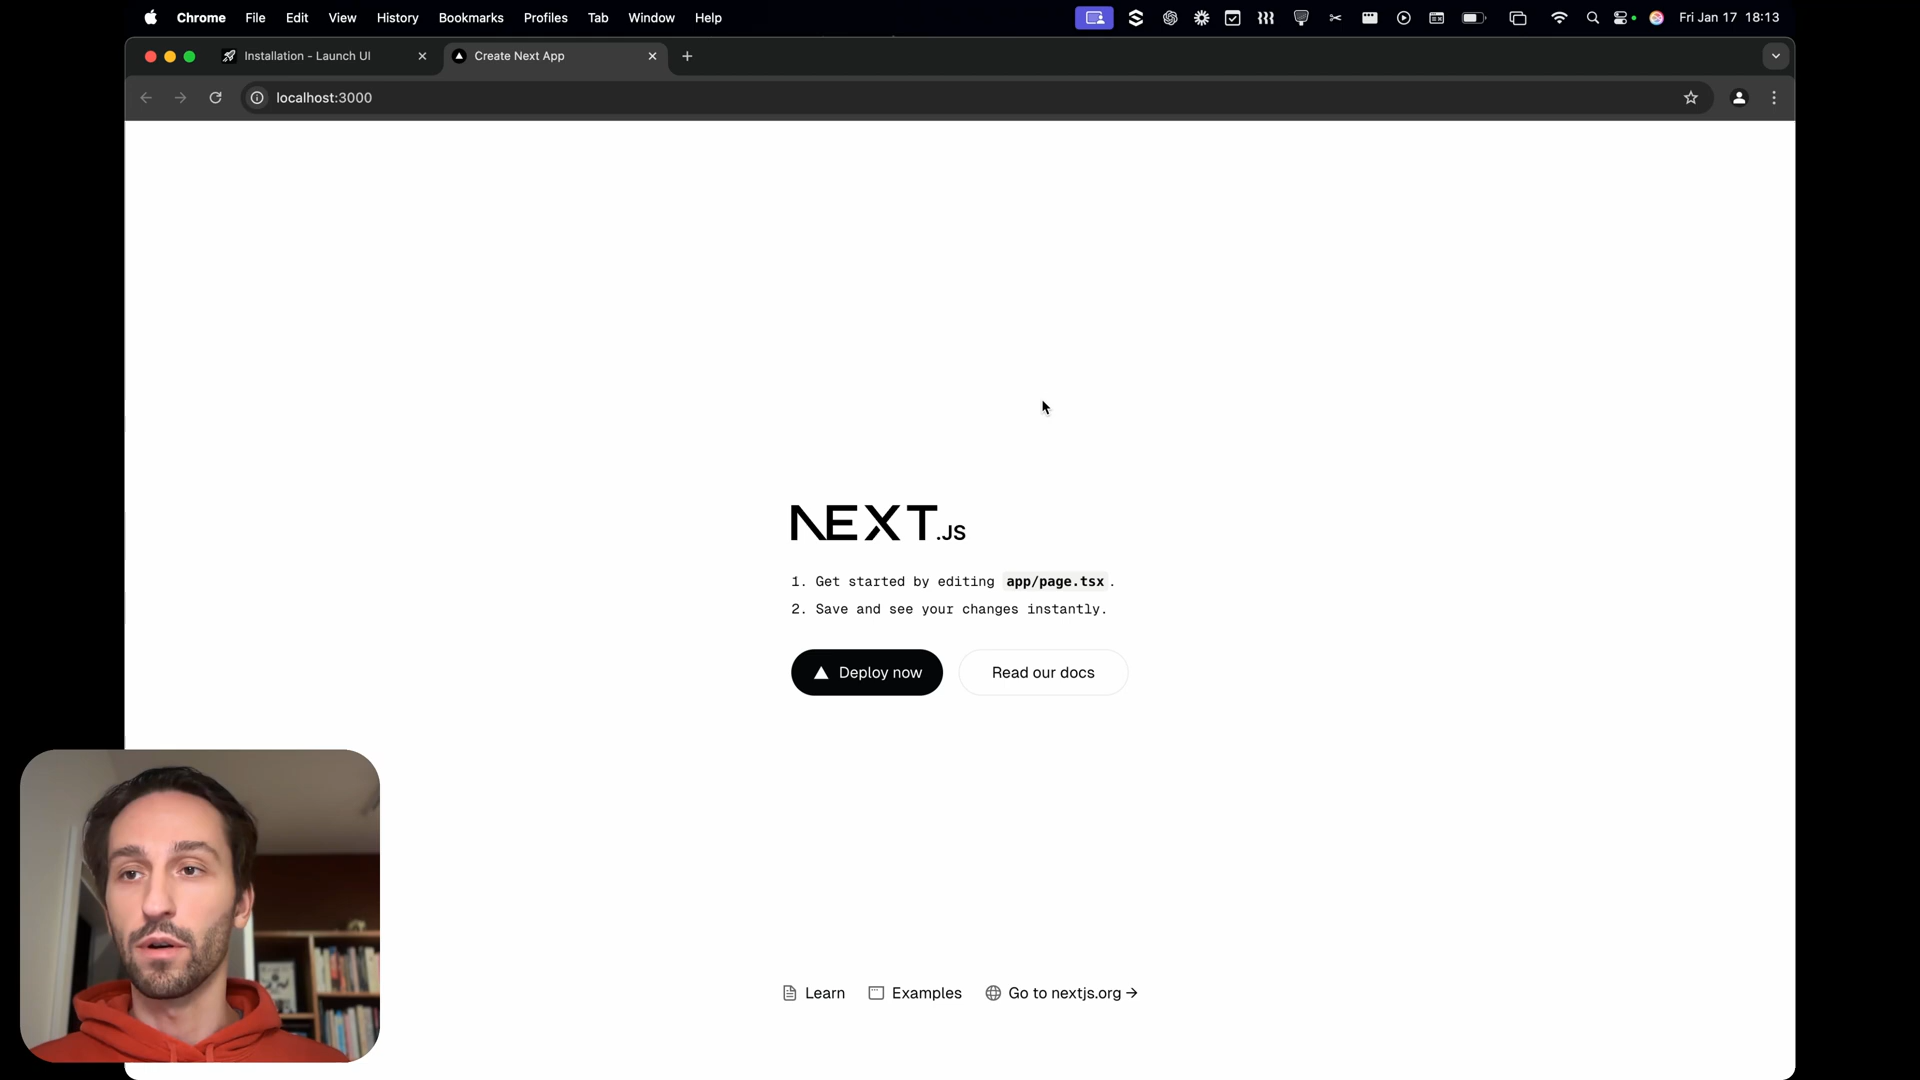 Chrome File Edit View History Bookmarks Profiles Tab Window Help Fri Jan 17 18:13
Installation - Launch UI Create Next App
localhost:3000
NEXT.JS
1. Get started by editing app/page.tsx.
2. Save and see your changes instantly.
Deploy now Read our docs
Learn Examples Go to nextjs.org →